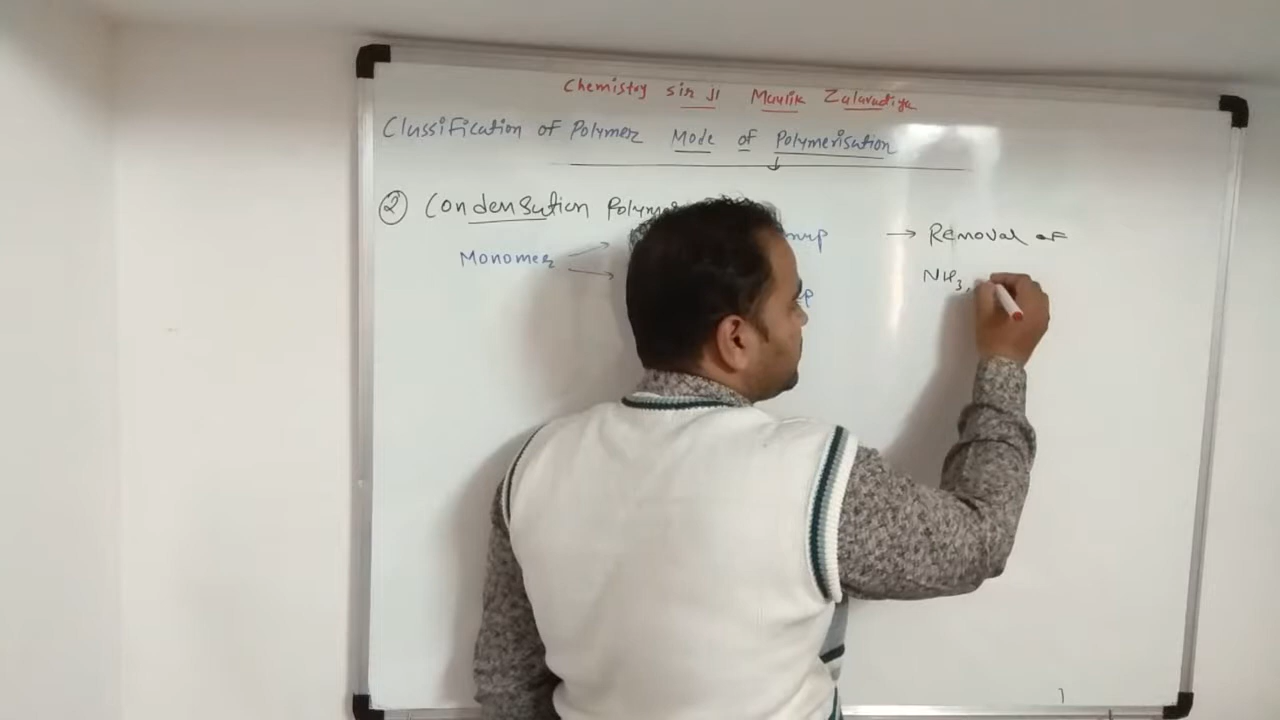 Chemistry sir ji Maulik Zalavadiya
Classification of Polymer Mode of Polymerisation
② Condensation Polymer
Monomer
→ Removal of
NH3,